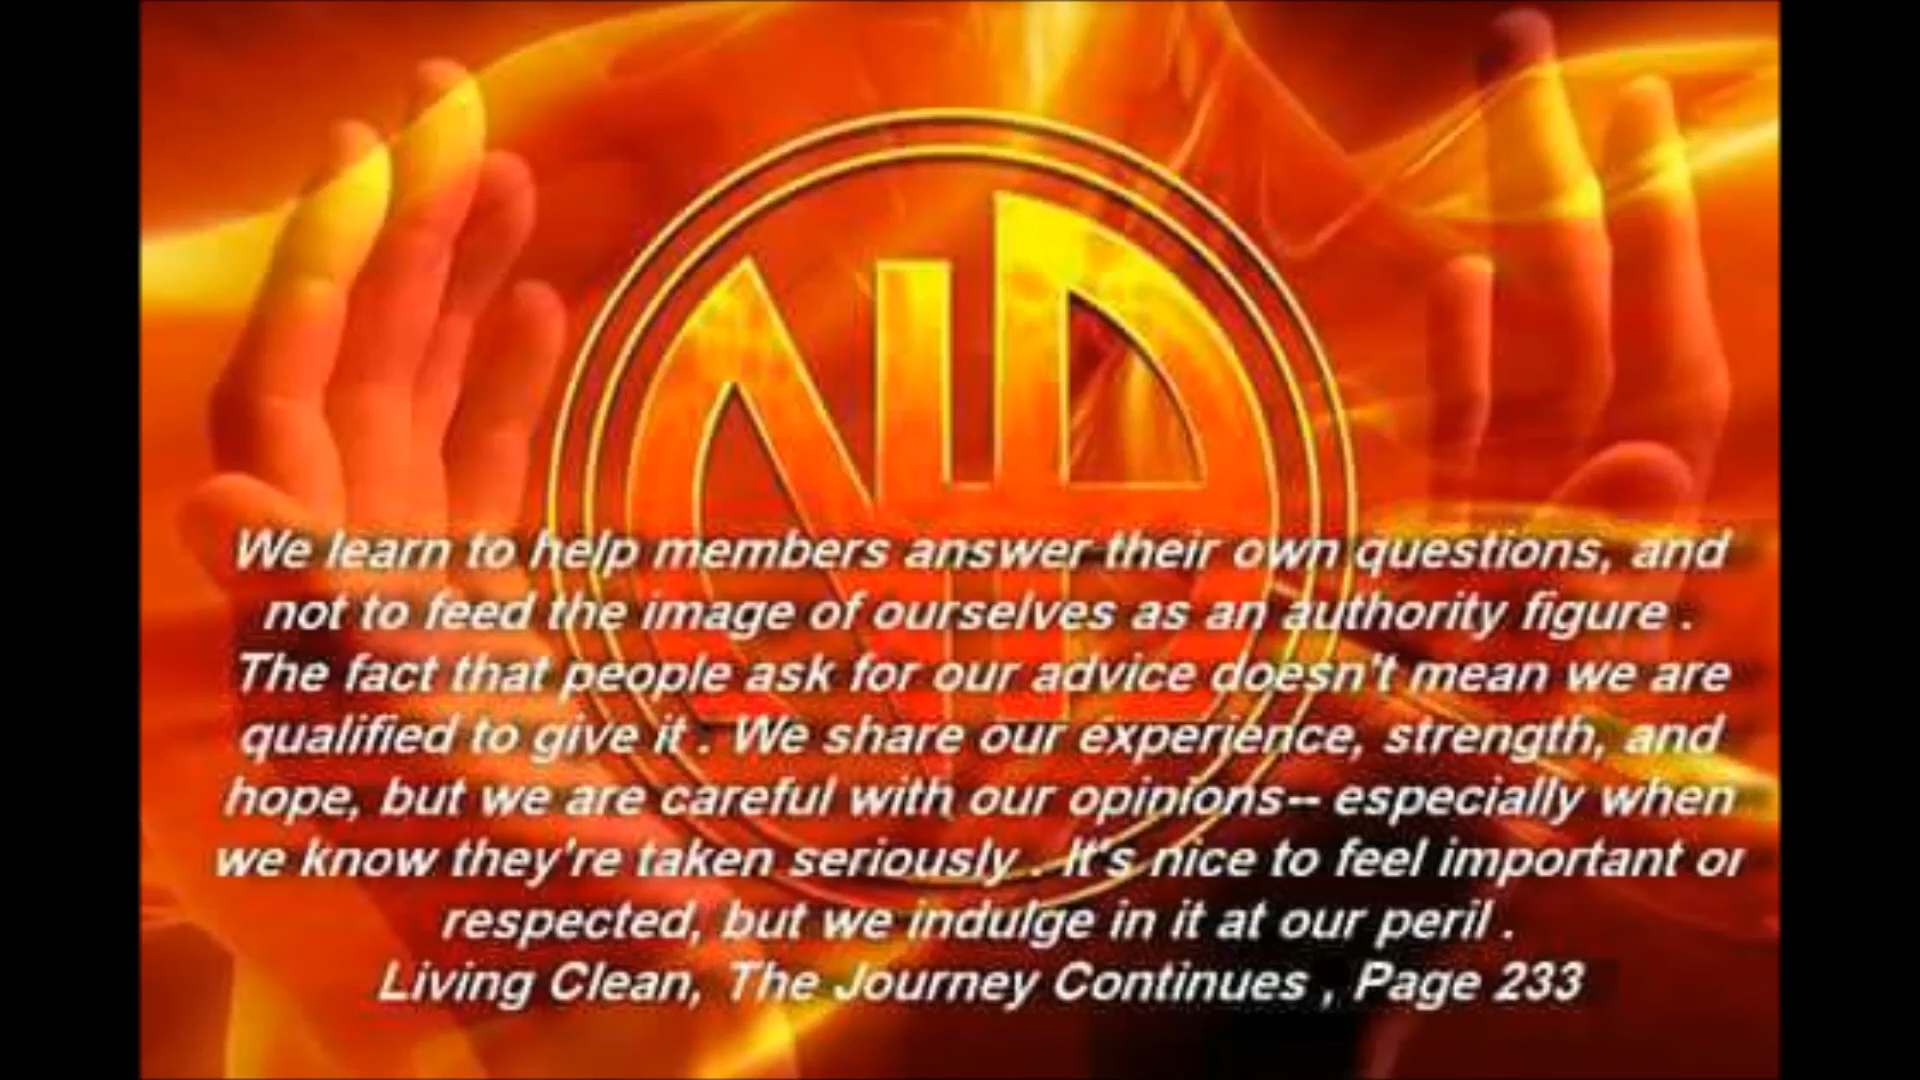 NA
We learn to help members answer their own questions, and
not to feed the image of ourselves as an authority figure .
The fact that people ask for our advice doesn't mean we are
qualified to give it . We share our experience, strength, and
hope, but we are careful with our opinions-- especially when
we know they're taken seriously . It's nice to feel important or
respected, but we indulge in it at our peril .
Living Clean, The Journey Continues , Page 233